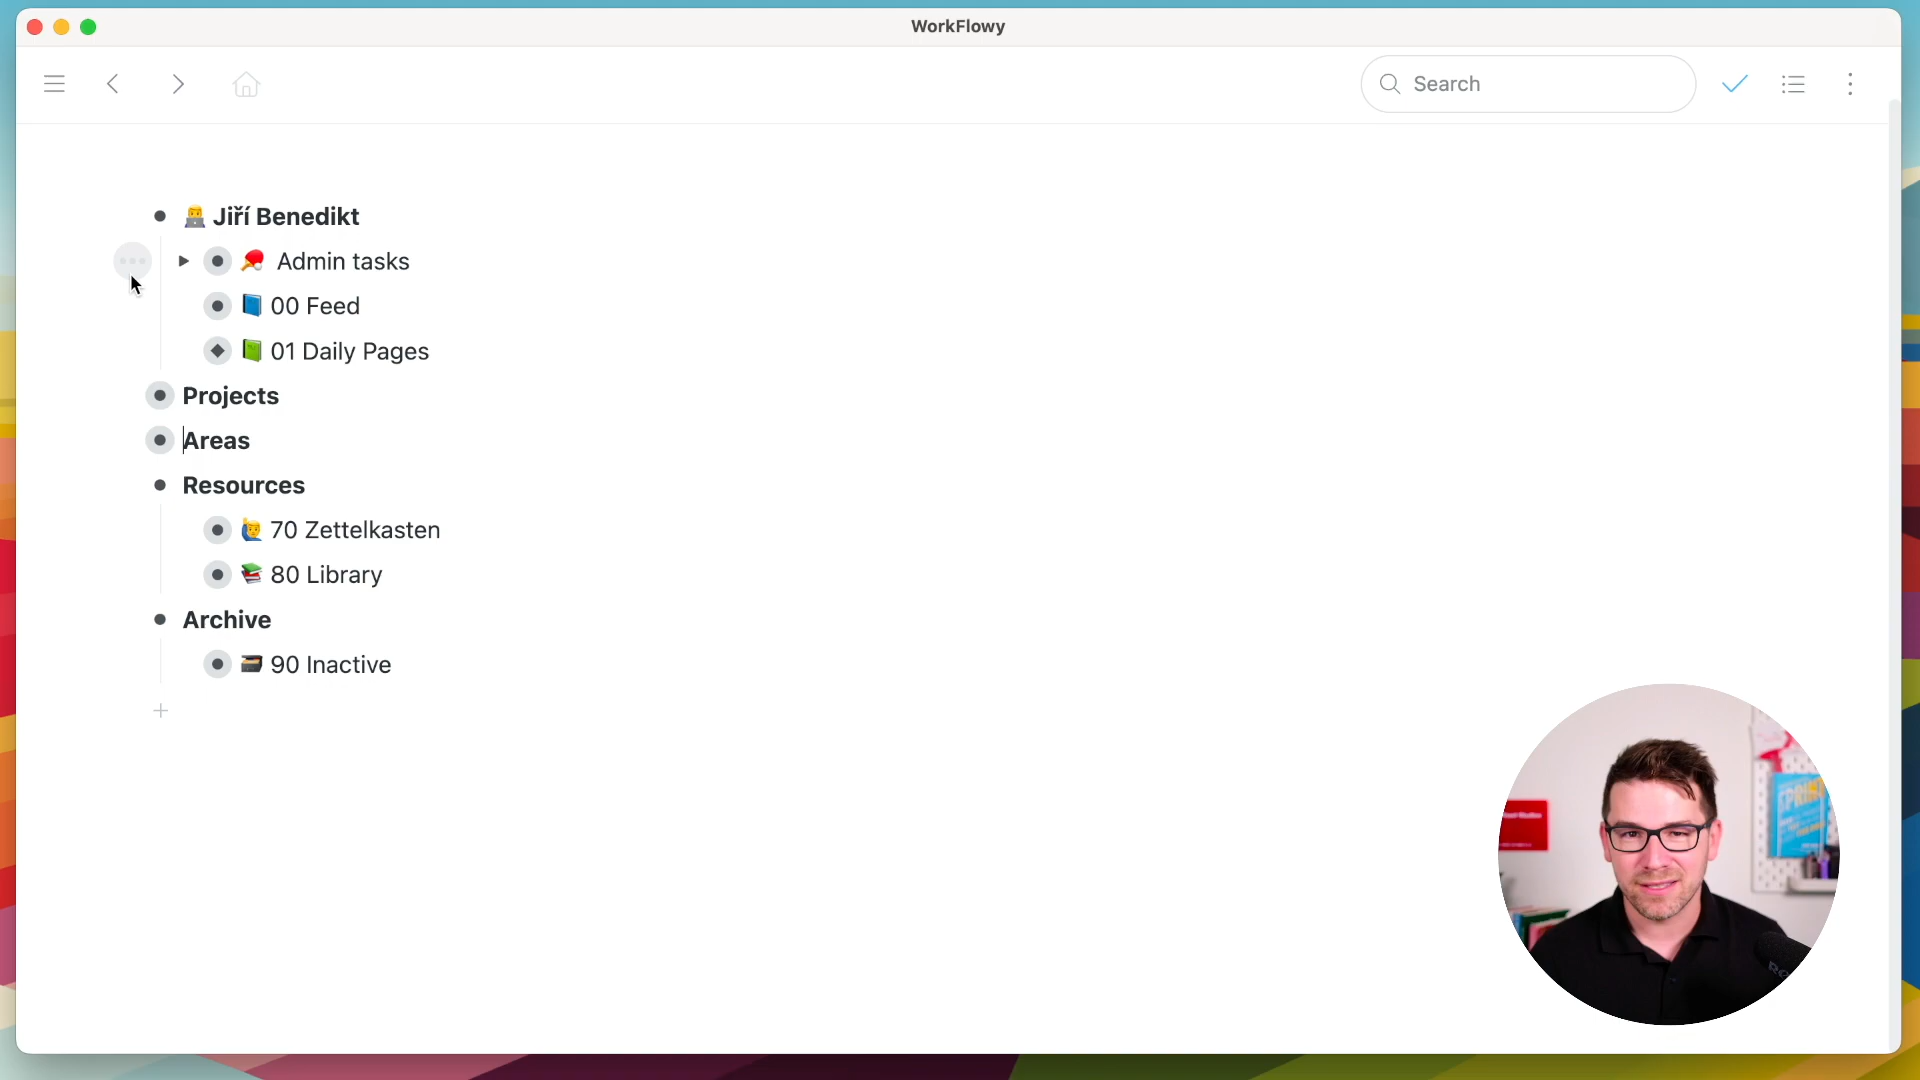 WorkFlowy
Search
Jiří Benedikt
Admin tasks
00 Feed
01 Daily Pages
Projects
Areas
Resources
70 Zettelkasten
80 Library
Archive
90 Inactive
SPRINT